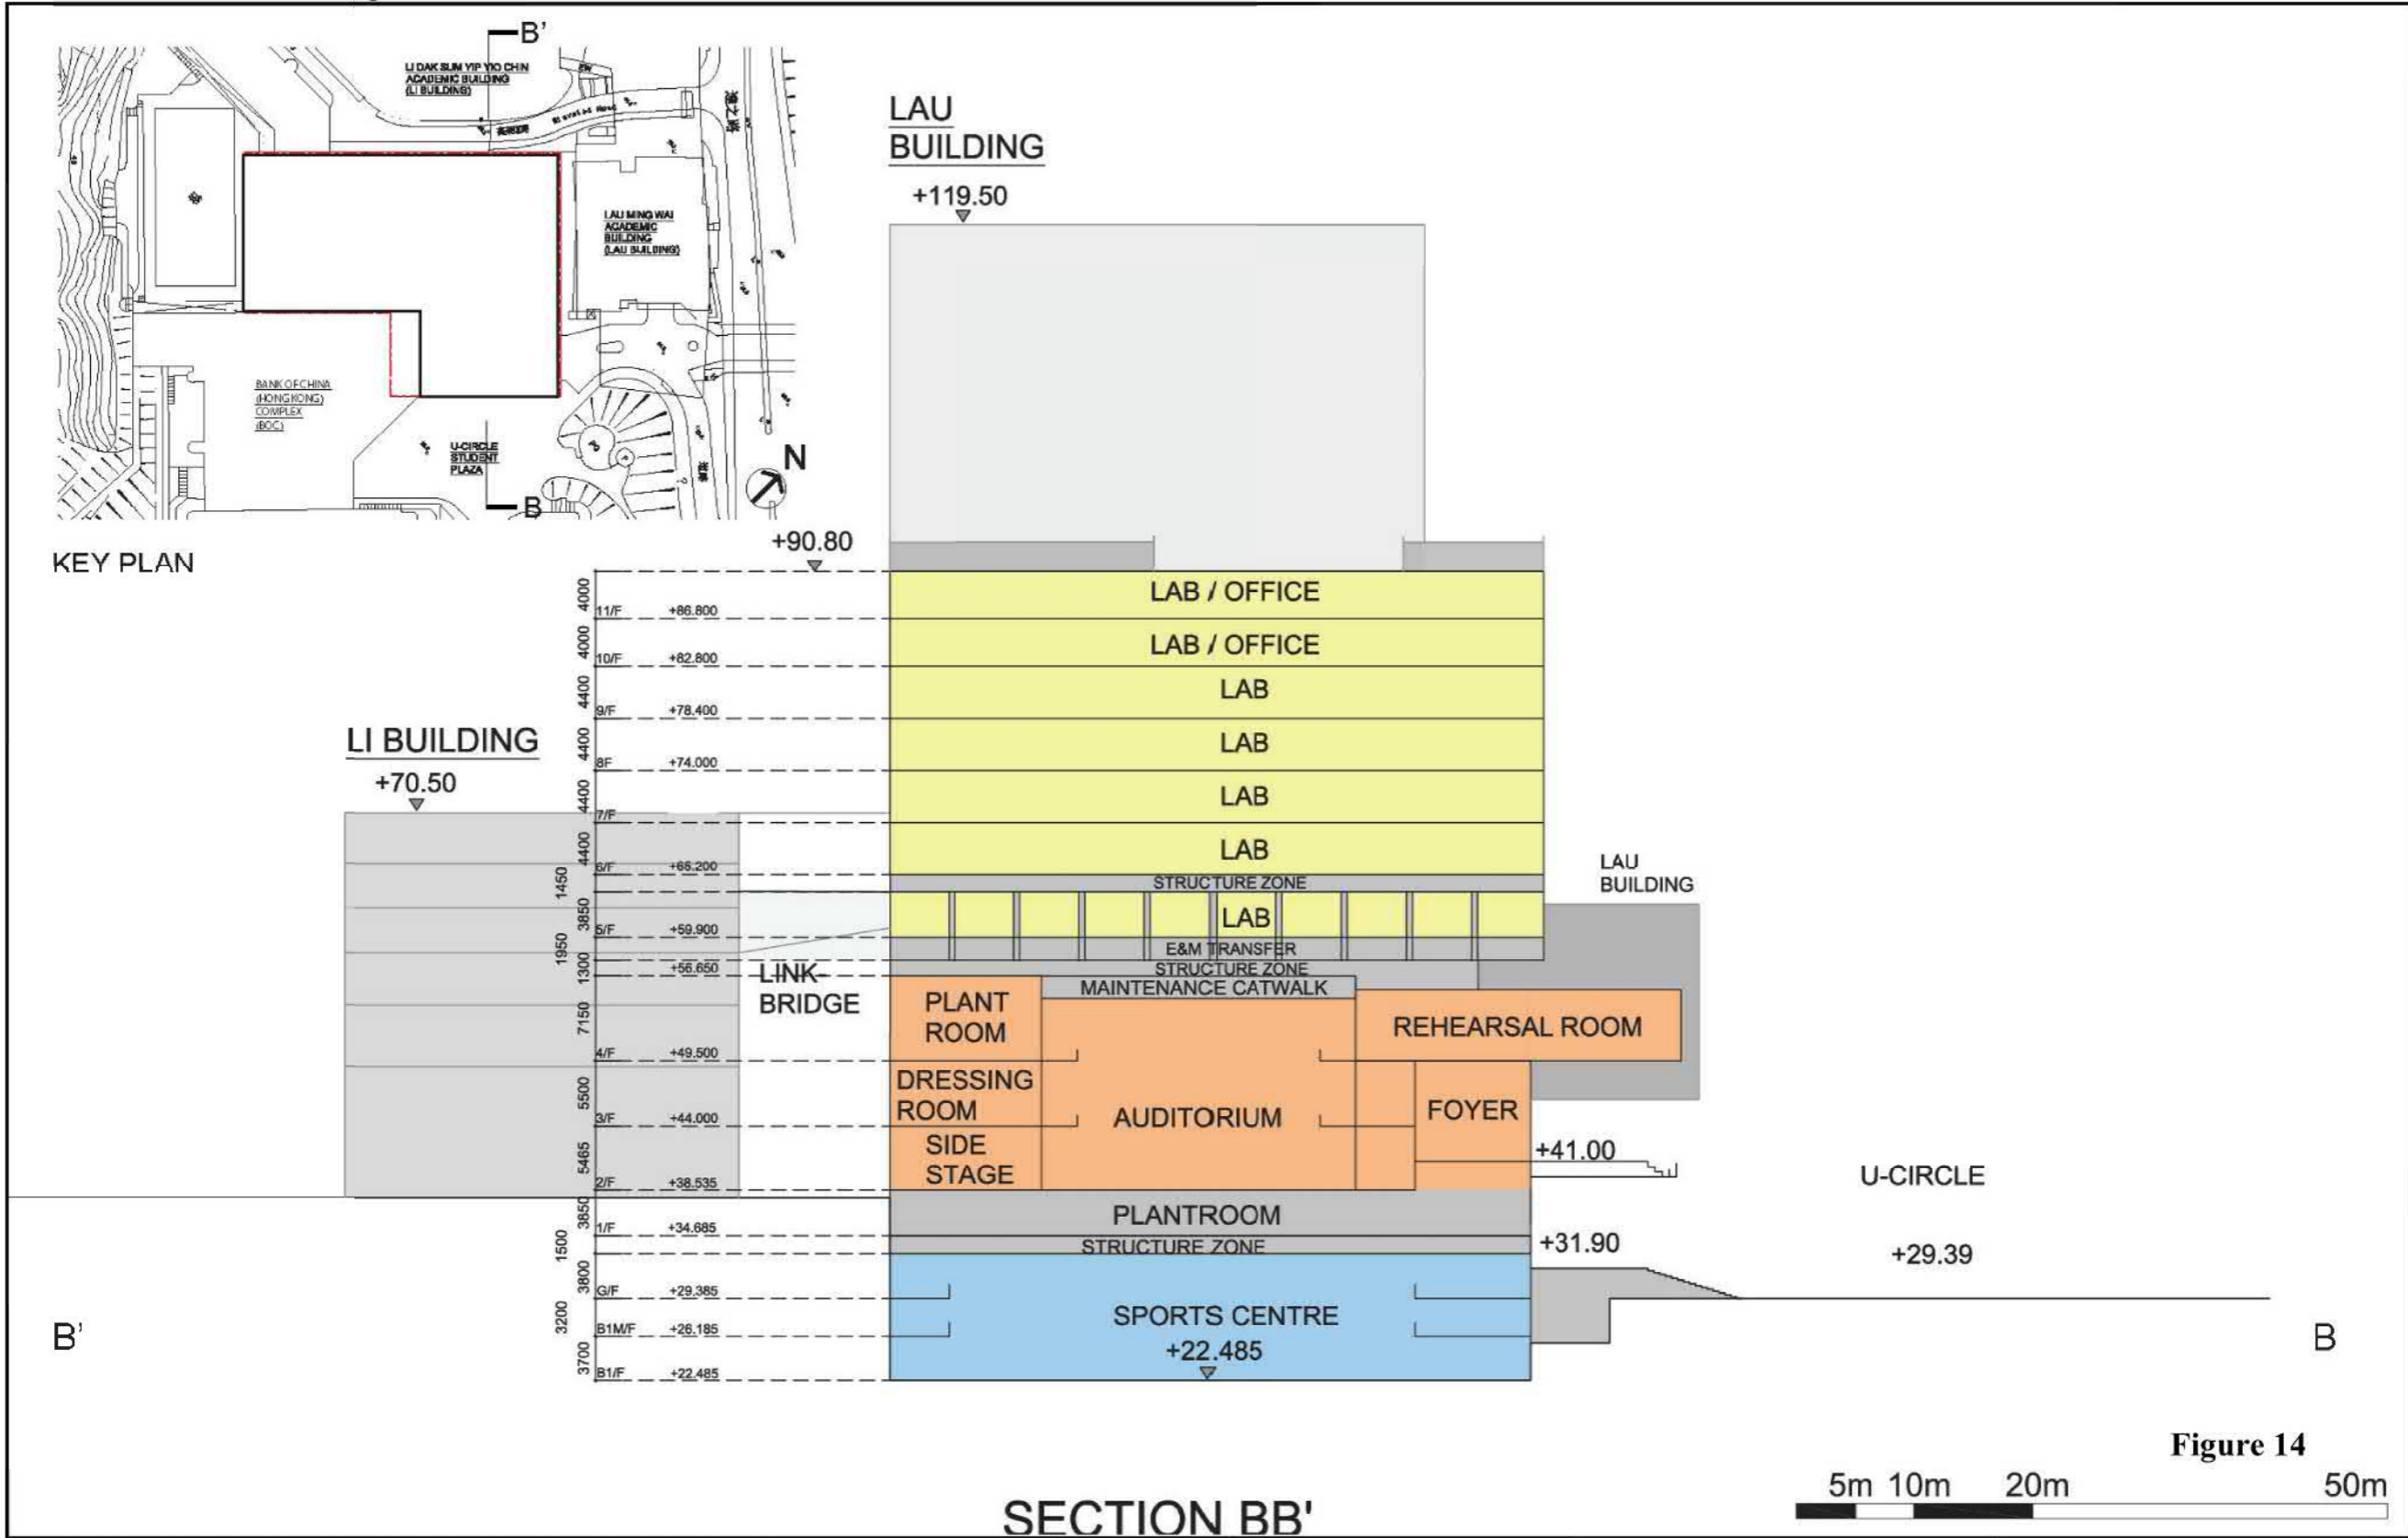 B'
LI DAK SUM YIP YIO CHIN
ACADEMIC BUILDING
(LI BUILDING)
LAU MING WAI
ACADEMIC
BUILDING
(LAU BUILDING)
BANK OF CHINA
(HONG KONG)
COMPLEX
(BOC)
U-CIRCLE
STUDENT
PLAZA
N
B
KEY PLAN
LAU
BUILDING
+119.50
+90.80
4000
11/F +86.800
4000
10/F +82.800
4400
9/F +78.400
4400
8F +74.000
4400
7/F
4400
6/F +65.200
1450
3850
5/F +59.900
1950
1300
+56.650
7150
4/F +49.500
5500
3/F +44.000
5465
2/F +38.535
3850
1/F +34.685
1500
3800
G/F +29.385
3200
B1M/F +26.185
3700
B1/F +22.485
LI BUILDING
+70.50
LINK-
BRIDGE
LAB / OFFICE
LAB / OFFICE
LAB
LAB
LAB
LAB
STRUCTURE ZONE
LAB
E&M TRANSFER
STRUCTURE ZONE
MAINTENANCE CATWALK
PLANT
ROOM
REHEARSAL ROOM
DRESSING
ROOM
AUDITORIUM
FOYER
SIDE
STAGE
PLANTROOM
STRUCTURE ZONE
SPORTS CENTRE
+22.485
LAU
BUILDING
+41.00
U-CIRCLE
+31.90
+29.39
B'
B
Figure 14
5m 10m 20m 50m
SECTION BB'